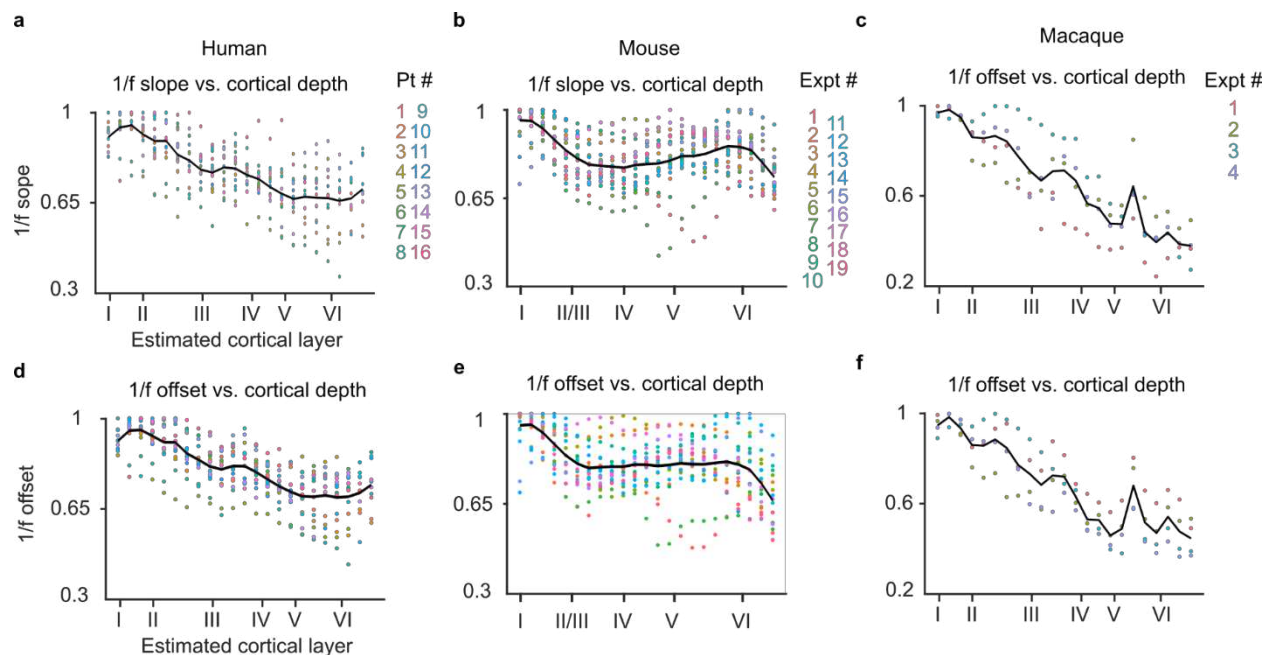 a
Human
1/f slope vs. cortical depth
Pt #
1 9
2 10
3 11
4 12
5 13
6 14
7 15
8 16
1/f sope
1
0.65
0.3
I II III IV V VI
Estimated cortical layer
b
Mouse
1/f slope vs. cortical depth
Expt #
1 11
2 12
3 13
4 14
5 15
6 16
7 17
8 18
9 19
10
1
0.65
0.3
I II/III IV V VI
c
Macaque
1/f offset vs. cortical depth
Expt #
1
2
3
4
1
0.6
0.2
I II III IV V VI
d
1/f offset vs. cortical depth
1/f offset
1
0.65
0.3
I II III IV V VI
Estimated cortical layer
e
1/f offset vs. cortical depth
1
0.65
0.3
I II/III IV V VI
f
1/f offset vs. cortical depth
1
0.6
0.2
I II III IV V VI